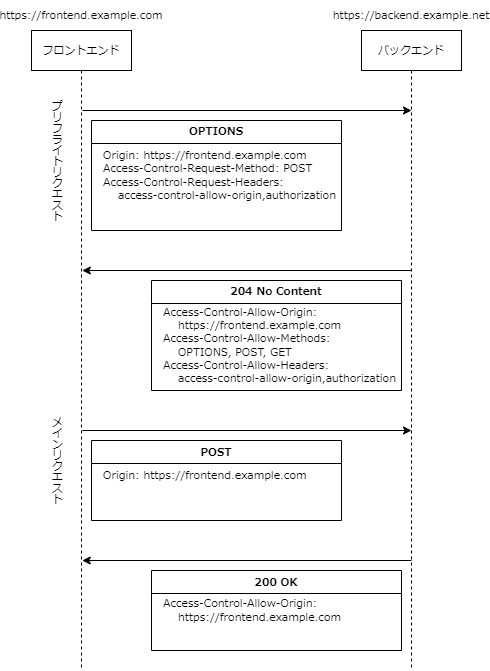 https://frontend.example.com
https://backend.example.net
フロントエンド
バックエンド
プリフライトリクエスト
OPTIONS
Origin: https://frontend.example.com
Access-Control-Request-Method: POST
Access-Control-Request-Headers:
access-control-allow-origin,authorization
204 No Content
Access-Control-Allow-Origin:
https://frontend.example.com
Access-Control-Allow-Methods:
OPTIONS, POST, GET
Access-Control-Allow-Headers:
access-control-allow-origin,authorization
メインリクエスト
POST
Origin: https://frontend.example.com
200 OK
Access-Control-Allow-Origin:
https://frontend.example.com